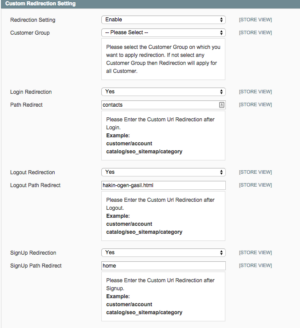 Custom Redirection Setting
Redirection Setting Enable [STORE VIEW]
Customer Group -- Please Select -- [STORE VIEW]
Please select the Customer Group on which you
want to apply redirection. If not select any
Customer Group then Redirection will apply for
all Customer.
Login Redirection Yes [STORE VIEW]
Path Redirect contacts [STORE VIEW]
Please Enter the Custom Url Redirection after
Login.
Example:
customer/account
catalog/seo_sitemap/category
Logout Redirection Yes [STORE VIEW]
Logout Path Redirect hakin-ogen-gasil.html [STORE VIEW]
Please Enter the Custom Url Redirection after
Logout.
Example:
customer/account
catalog/seo_sitemap/category
SignUp Redirection Yes [STORE VIEW]
SignUp Path Redirect home [STORE VIEW]
Please Enter the Custom Url Redirection after
Signup.
Example:
customer/account
catalog/seo_sitemap/category